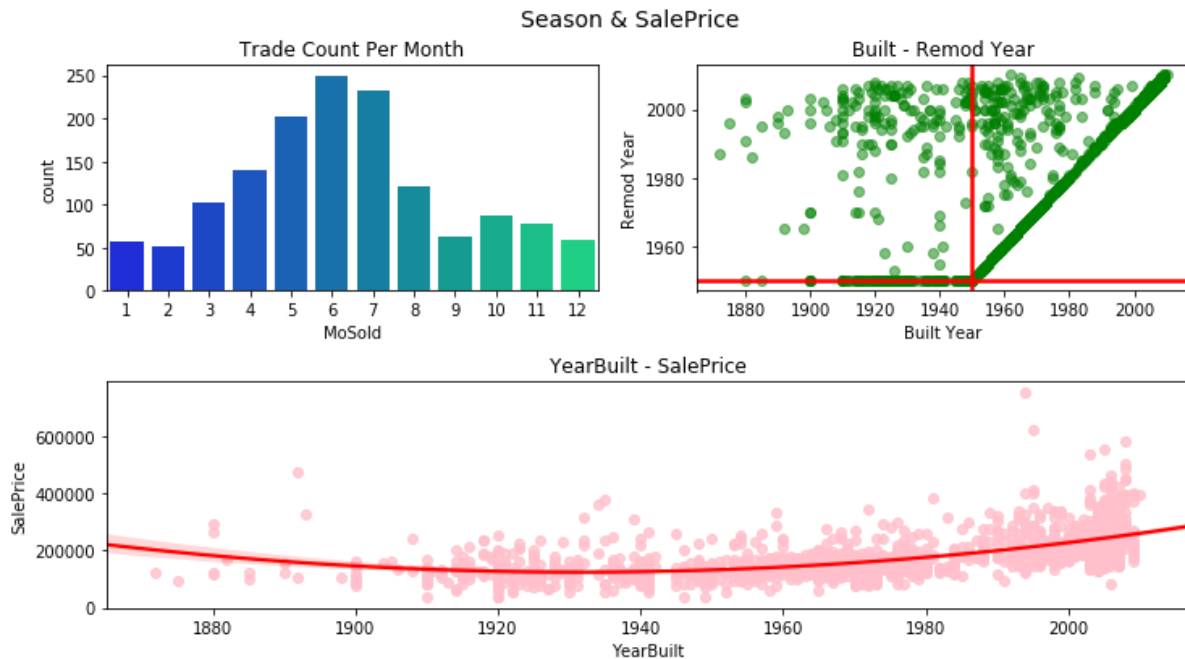 Season & SalePrice
Trade Count Per Month
250
200
150
100
50
0
count
1 2 3 4 5 6 7 8 9 10 11 12
MoSold
Built - Remod Year
2000
1980
1960
Remod Year
1880 1900 1920 1940 1960 1980 2000
Built Year
YearBuilt - SalePrice
600000
400000
200000
0
SalePrice
1880 1900 1920 1940 1960 1980 2000
YearBuilt